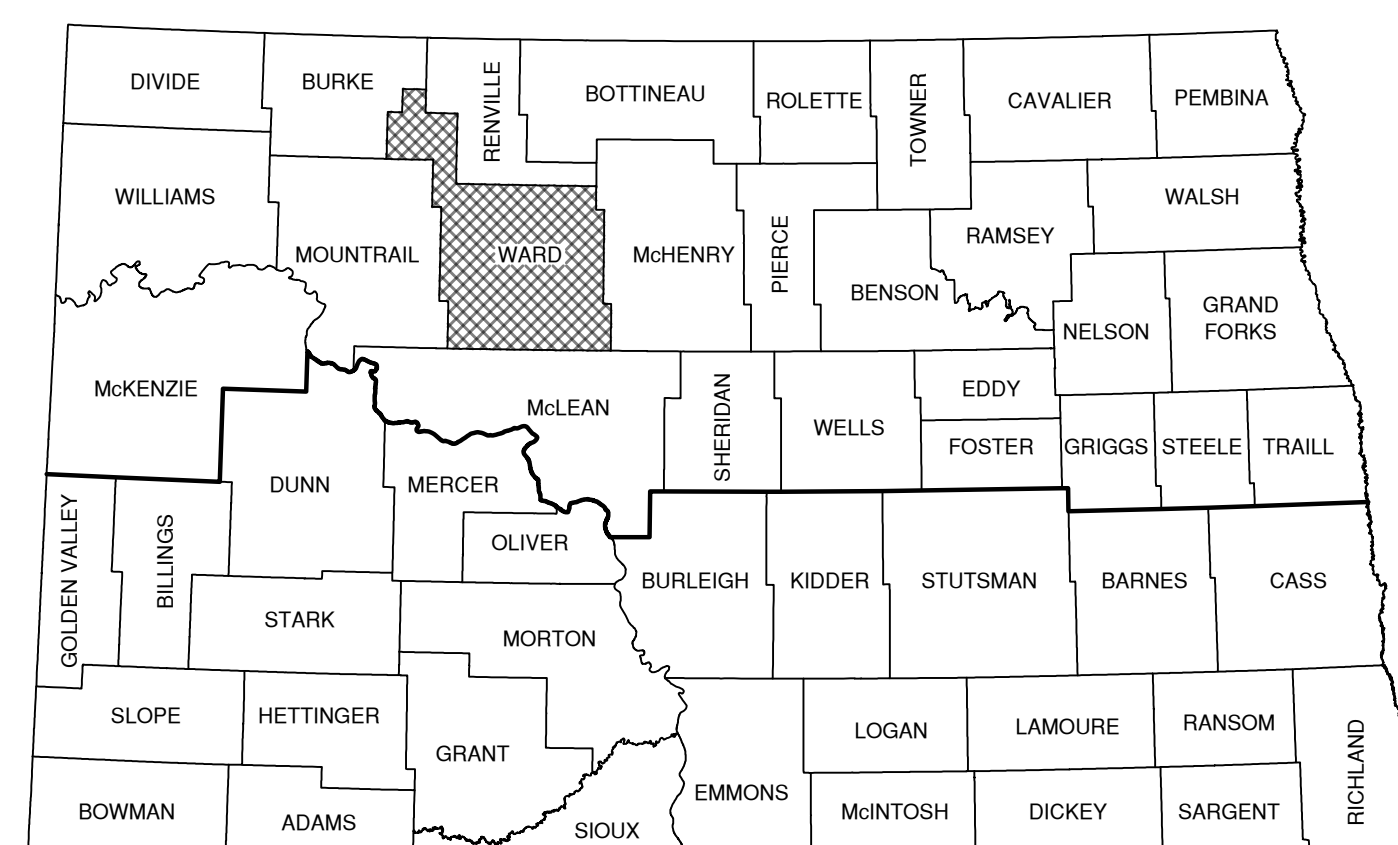 DIVIDE
BURKE
RENVILLE
BOTTINEAU
ROLETTE
TOWNER
CAVALIER
PEMBINA
WILLIAMS
MOUNTRAIL
WARD
McHENRY
PIERCE
BENSON
RAMSEY
WALSH
NELSON
GRAND
FORKS
McKENZIE
McLEAN
SHERIDAN
WELLS
EDDY
FOSTER
GRIGGS
STEELE
TRAILL
DUNN
MERCER
OLIVER
GOLDEN VALLEY
BILLINGS
STARK
MORTON
BURLEIGH
KIDDER
STUTSMAN
BARNES
CASS
SLOPE
HETTINGER
GRANT
LOGAN
LAMOURE
RANSOM
RICHLAND
BOWMAN
ADAMS
SIOUX
EMMONS
McINTOSH
DICKEY
SARGENT